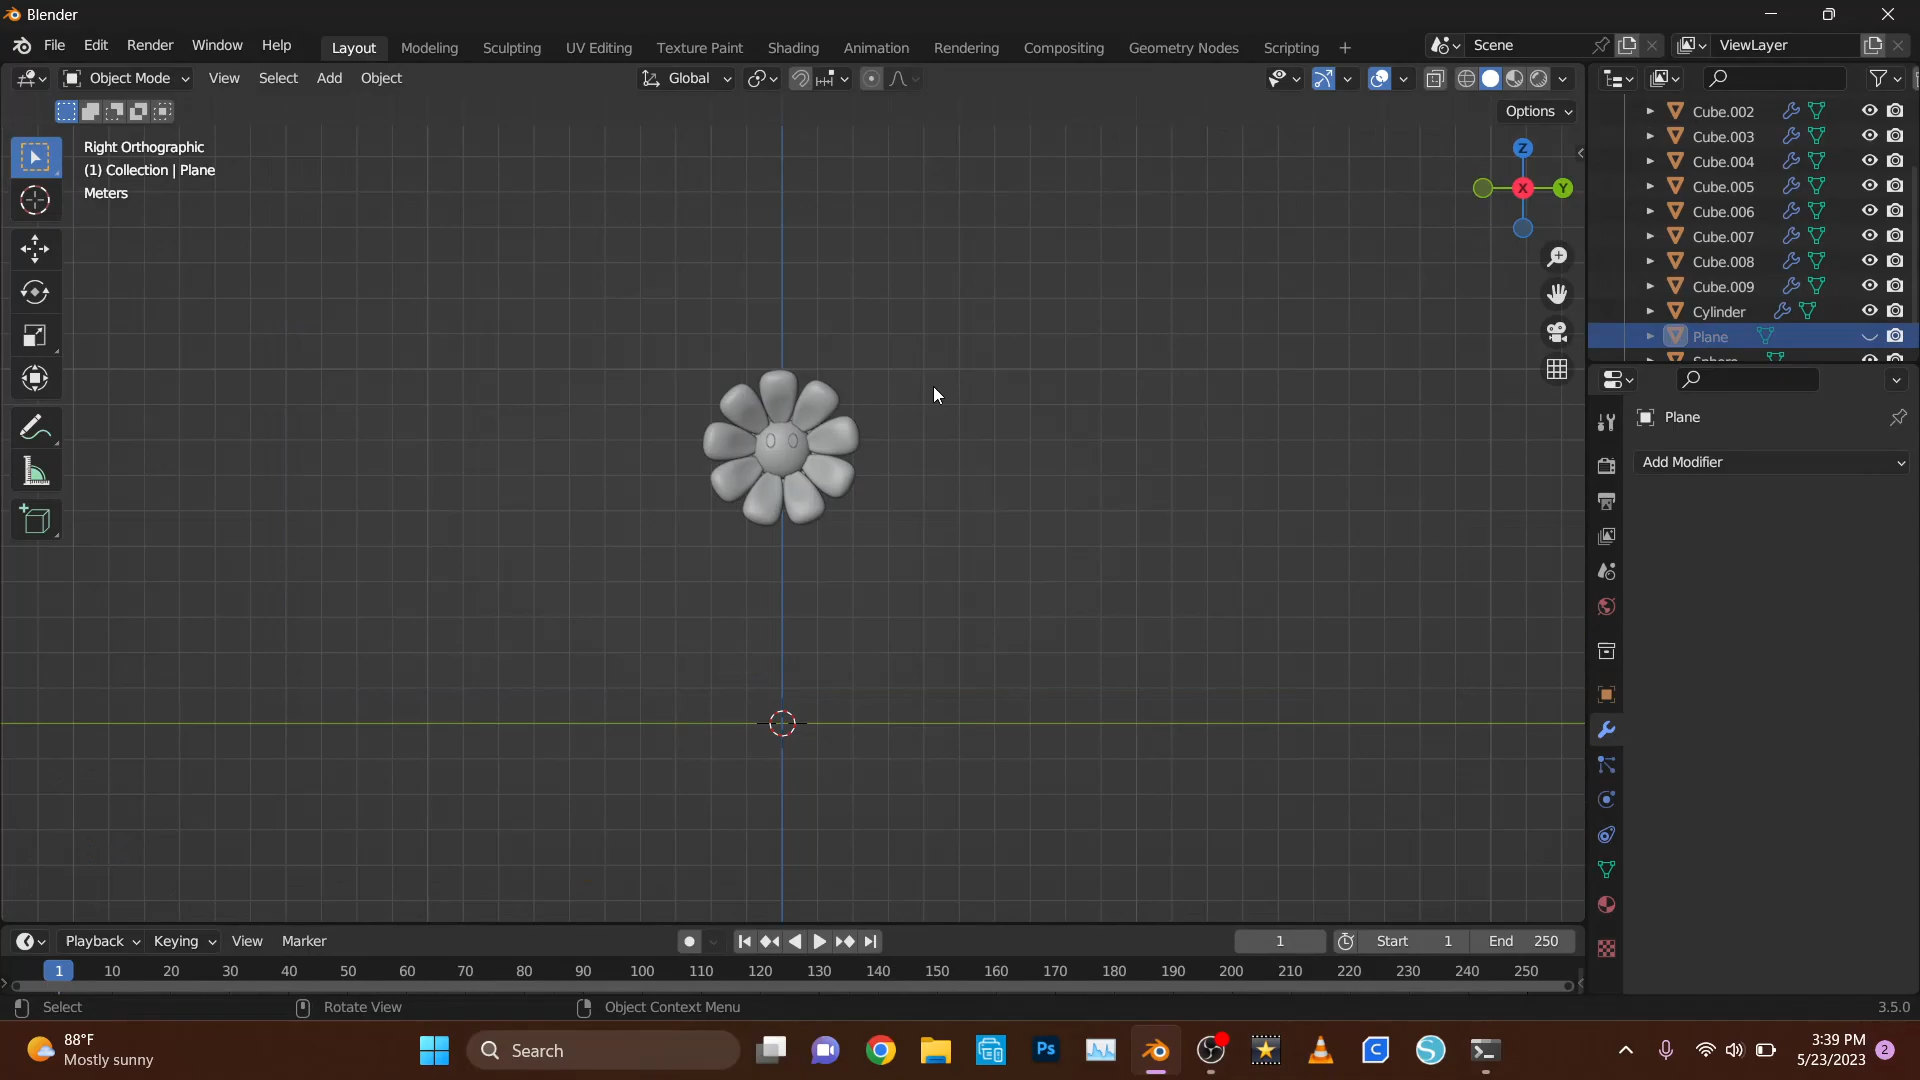 Blender
File Edit Render Window Help
Layout Modeling Sculpting UV Editing Texture Paint Shading Animation Rendering Compositing Geometry Nodes Scripting +
Scene
ViewLayer
Object Mode View Select Add Object
Global
Options
Right Orthographic
(1) Collection | Plane
Meters
Z
X
Y
Cube.002
Cube.003
Cube.004
Cube.005
Cube.006
Cube.007
Cube.008
Cube.009
Cylinder
Plane
Sphere
Plane
Add Modifier
Playback Keying View Marker
1
Start 1
End 250
1 10 20 30 40 50 60 70 80 90 100 110 120 130 140 150 160 170 180 190 200 210 220 230 240 250
Select
Rotate View
Object Context Menu
3.5.0
88°F
Mostly sunny
Search
Ps
3:39 PM
5/23/2023
2